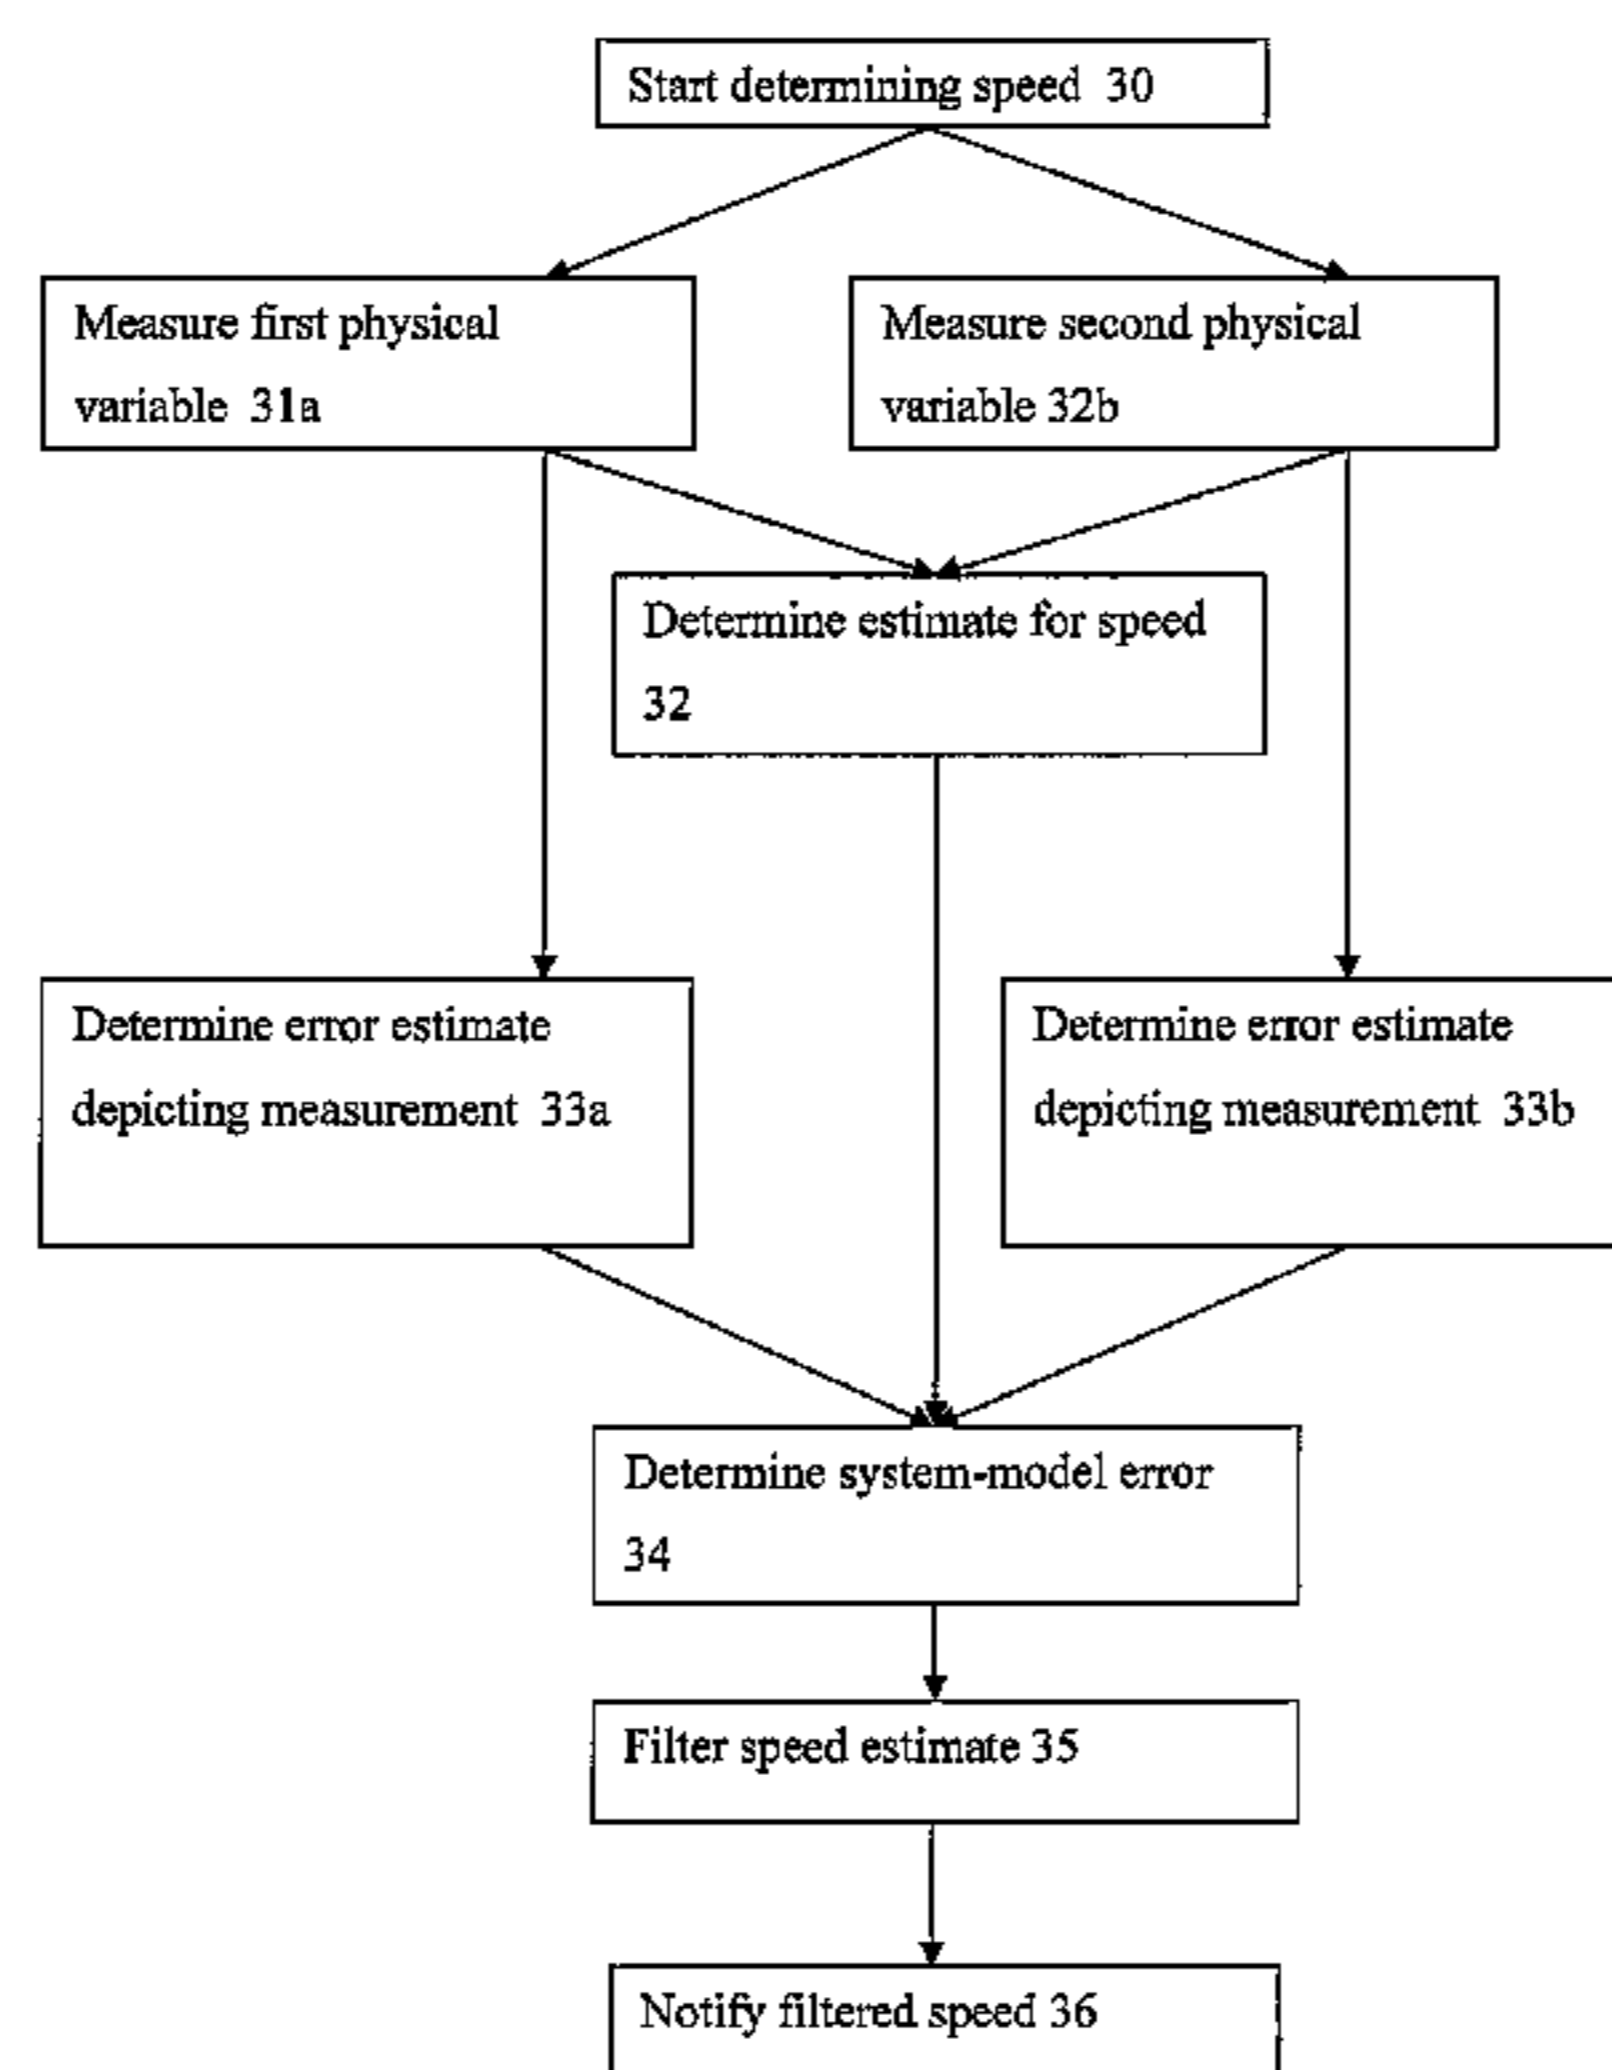 Start determining speed 30
Measure first physical
variable 31a
Measure second physical
variable 32b
Determine estimate for speed
32
Determine error estimate
depicting measurement 33a
Determine error estimate
depicting measurement 33b
Determine system-model error
34
Filter speed estimate 35
Notify filtered speed 36